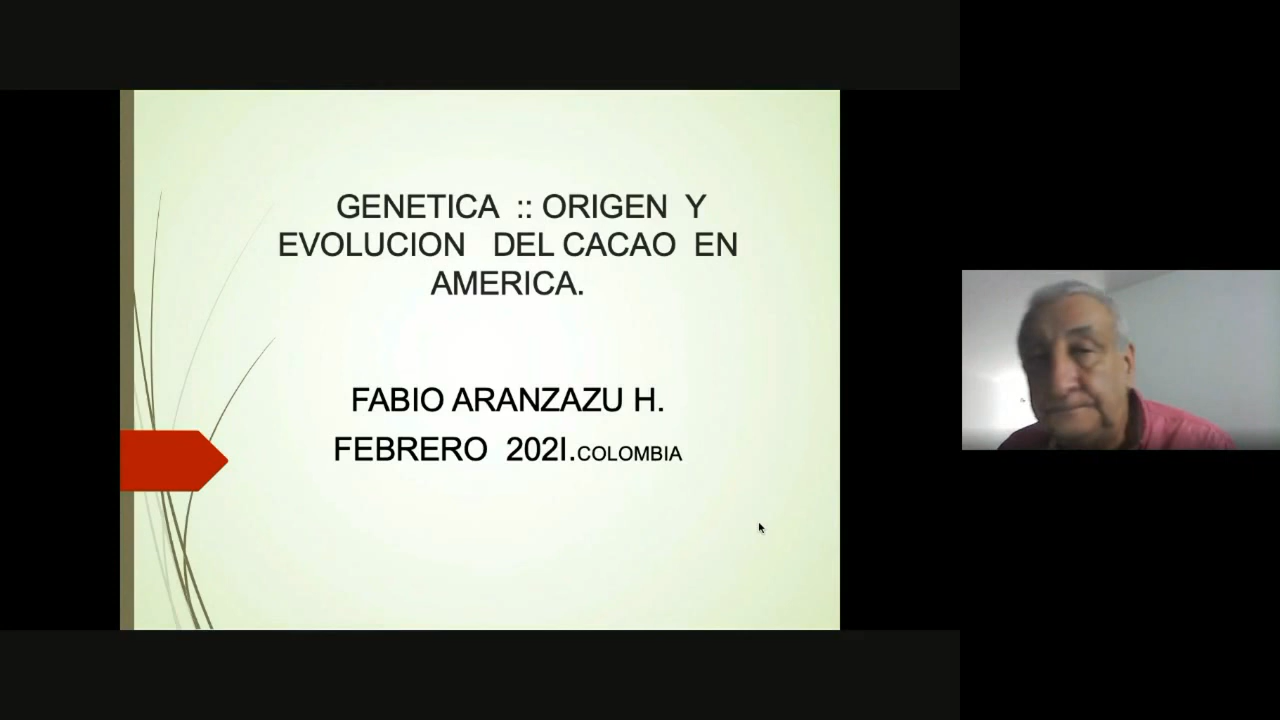 GENETICA :: ORIGEN Y
EVOLUCION DEL CACAO EN
AMERICA.
FABIO ARANZAZU H.
FEBRERO 202I.COLOMBIA